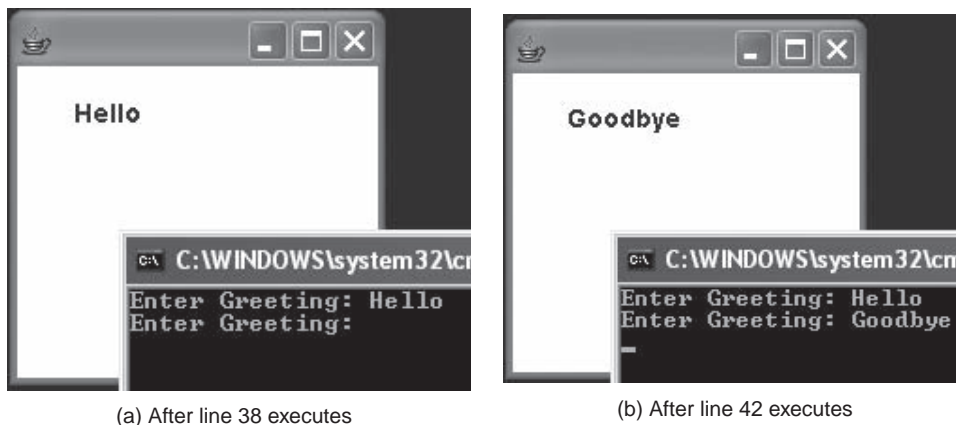 Hello
C:\WINDOWS\system32\c
Enter Greeting: Hello
Enter Greeting:
(a) After line 38 executes
Goodbye
C:\WINDOWS\system32\cm
Enter Greeting: Hello
Enter Greeting: Goodbye
(b) After line 42 executes